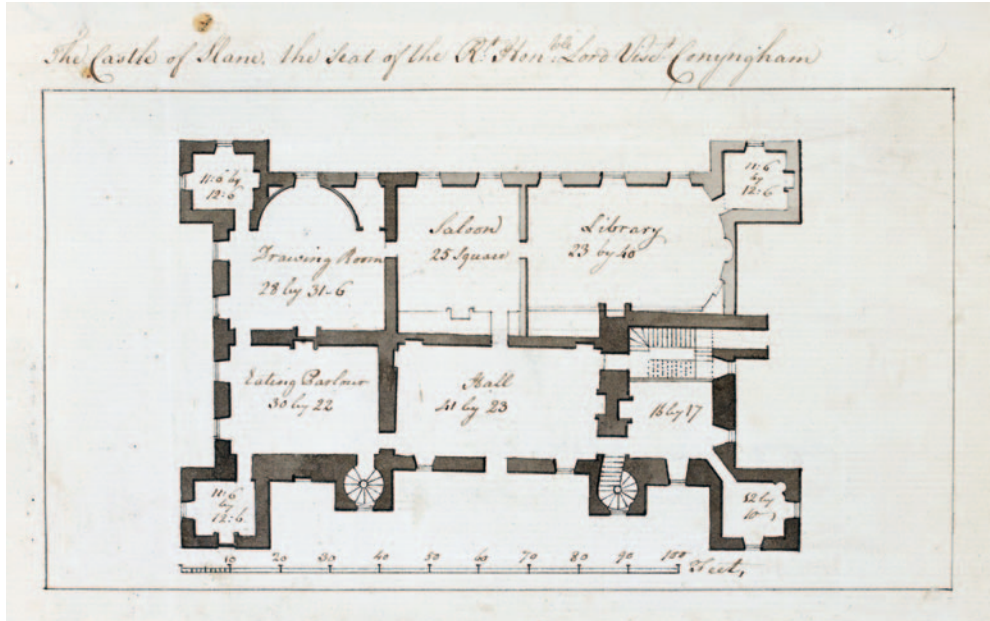 The Castle of Slane. the Seat of the Rt. Honble. Lord Visct. Conyngham
11:6 by
12:6
11:6
by
12:6
Saloon
25 Square
Library
23 by 40
Drawing Room
28 by 31-6
Eating Parlour
30 by 22
Hall
41 by 23
16 by 17
11:6
by
12:6
12 by
10
10 20 30 40 50 60 70 80 90 100 Feet,